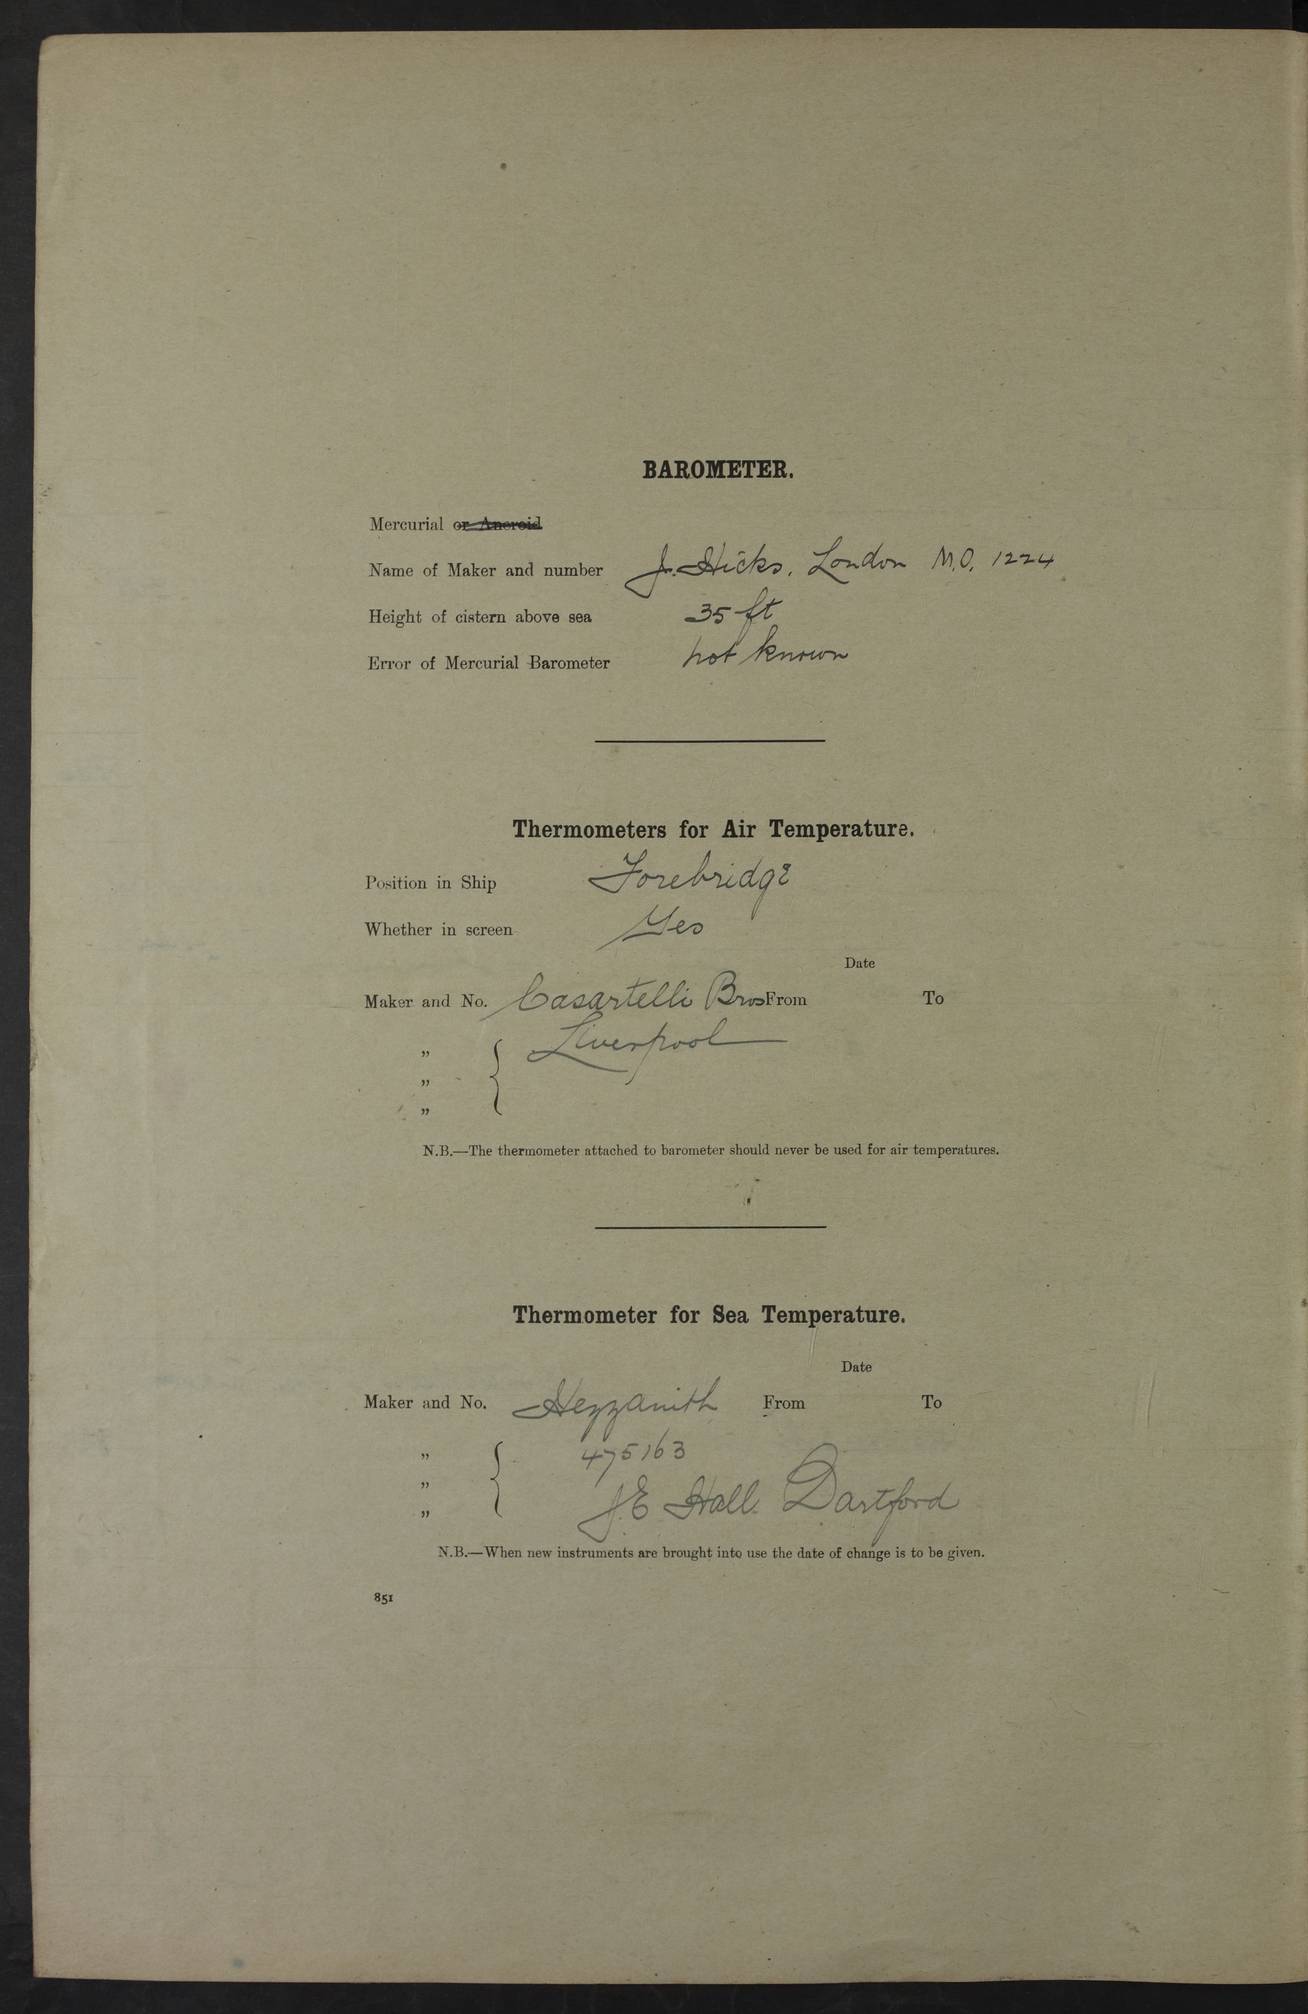 BAROMETER.
Mercurial or Aneroid
Name of Maker and number J. Hicks, London M.O. 1224
Height of cistern above sea 35 ft
Error of Mercurial Barometer not known
Thermometers for Air Temperature.
Position in Ship Forebridge
Whether in screen Yes
Date
Maker and No. Casartelli Bros From To
„ { Liverpool
„
„
N.B.—The thermometer attached to barometer should never be used for air temperatures.
Thermometer for Sea Temperature.
Date
Maker and No. Hezzanith From To
„ { 475163
„ J.E Hall. Dartford
„
N.B.—When new instruments are brought into use the date of change is to be given.
851